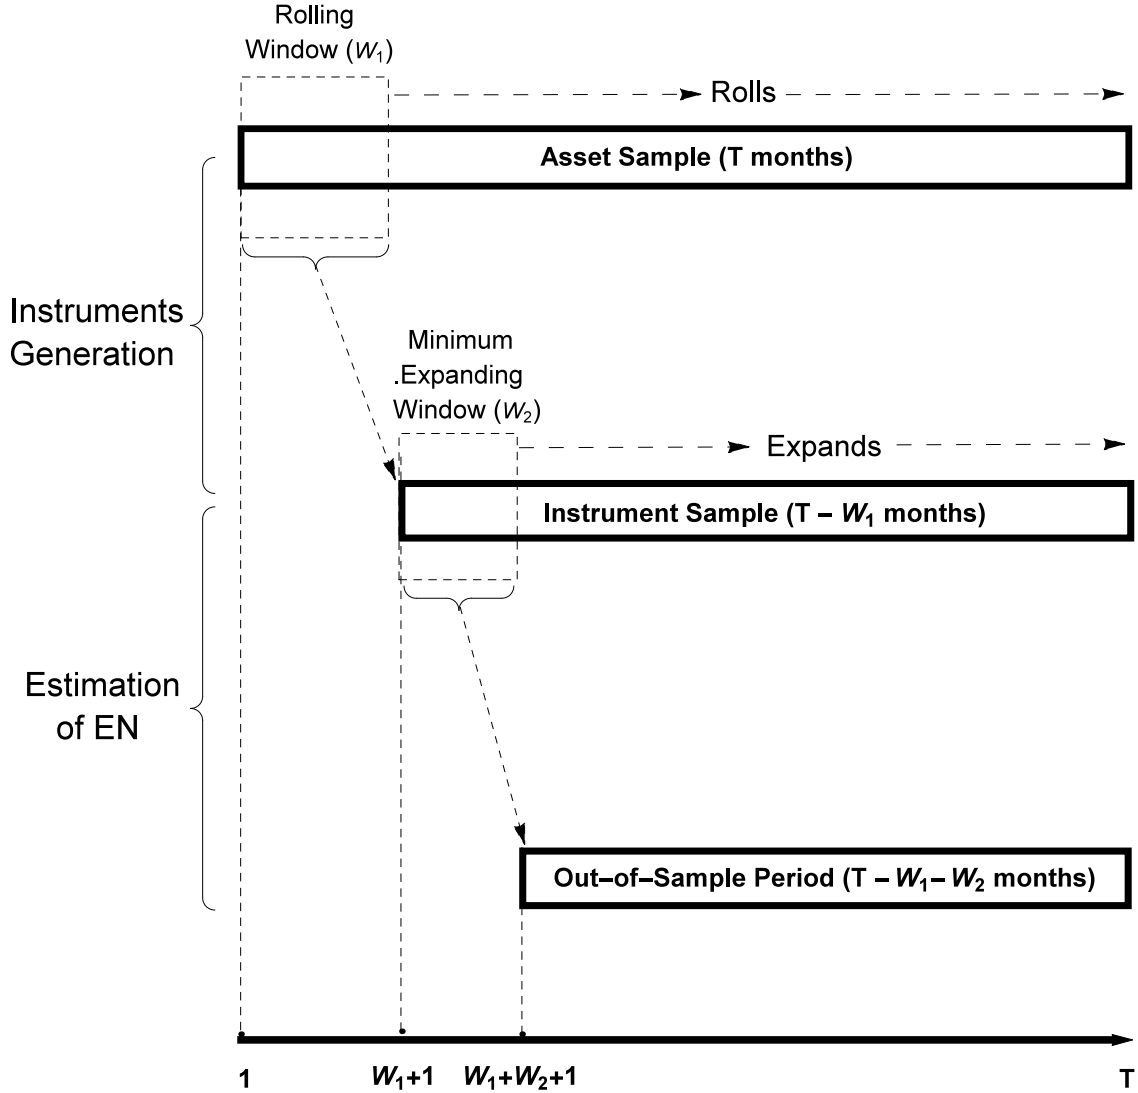 Rolling
Window (W₁)
Rolls
Asset Sample (T months)
Instruments
Generation
Minimum
.Expanding
Window (W₂)
Expands
Instrument Sample (T – W₁ months)
Estimation
of EN
Out–of–Sample Period (T – W₁– W₂ months)
1
W₁+1
W₁+W₂+1
T